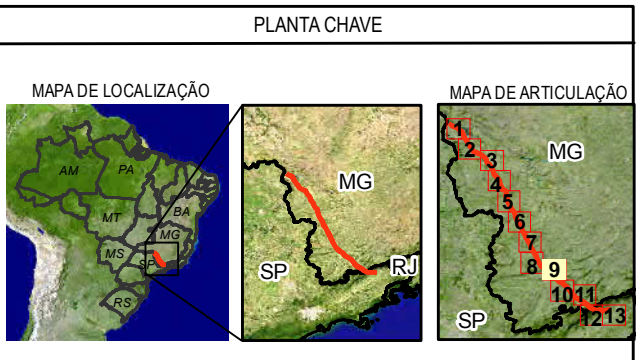 PLANTA CHAVE
MAPA DE LOCALIZAÇÃO
AM
PA
MT
BA
MG
MS
SP
RS
MG
SP
RJ
MAPA DE ARTICULAÇÃO
1
2
3
MG
4
5
6
7
8
9
10
11
12
13
SP